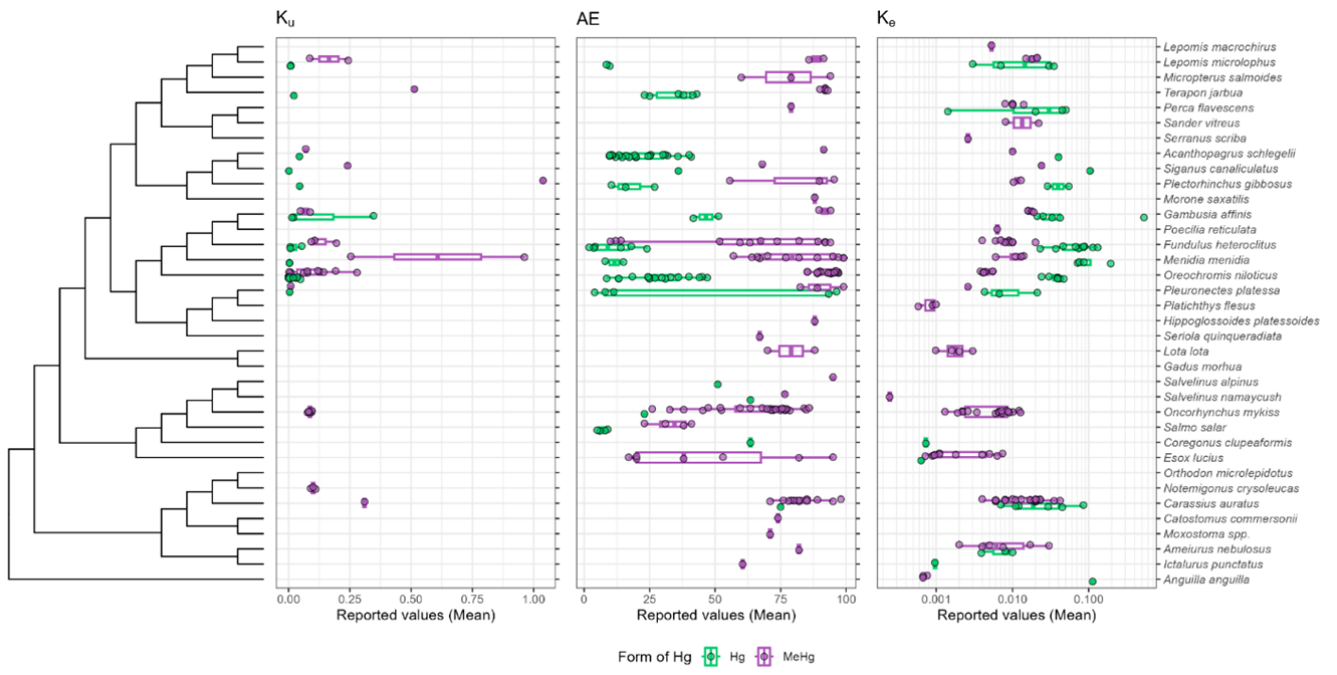 Ku AE Ke
Lepomis macrochirus
Lepomis microlophus
Micropterus salmoides
Terapon jarbua
Perca flavescens
Sander vitreus
Serranus scriba
Acanthopagrus schlegelii
Siganus canaliculatus
Plectorhinchus gibbosus
Morone saxatilis
Gambusia affinis
Poecilia reticulata
Fundulus heteroclitus
Menidia menidia
Oreochromis niloticus
Pleuronectes platessa
Platichthys flesus
Hippoglossoides platessoides
Seriola quinqueradiata
Lota lota
Gadus morhua
Salvelinus alpinus
Salvelinus namaycush
Oncorhynchus mykiss
Salmo salar
Coregonus clupeaformis
Esox lucius
Orthodon microlepidotus
Notemigonus crysoleucas
Carassius auratus
Catostomus commersonii
Moxostoma spp.
Ameiurus nebulosus
Ictalurus punctatus
Anguilla anguilla
0.00 0.25 0.50 0.75 1.00 0 25 50 75 100 0.001 0.010 0.100
Reported values (Mean) Reported values (Mean) Reported values (Mean)
Form of Hg Hg MeHg